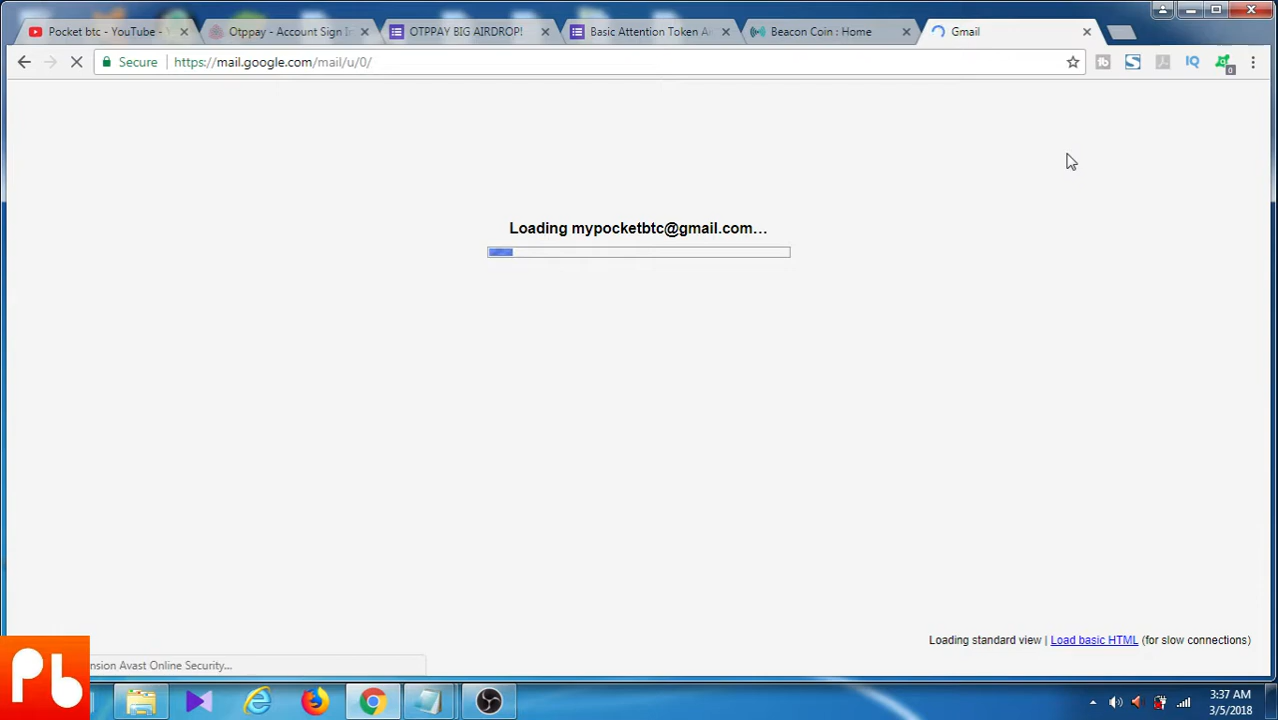 Pocket btc - YouTube -
Otppay - Account Sign I
OTPPAY BIG AIRDROP!
Basic Attention Token A
Beacon Coin : Home
Gmail
Secure
https://mail.google.com/mail/u/0/
0
Loading mypocketbtc@gmail.com…
Loading standard view | Load basic HTML (for slow connections)
nsion Avast Online Security...
Pb
3:37 AM
3/5/2018